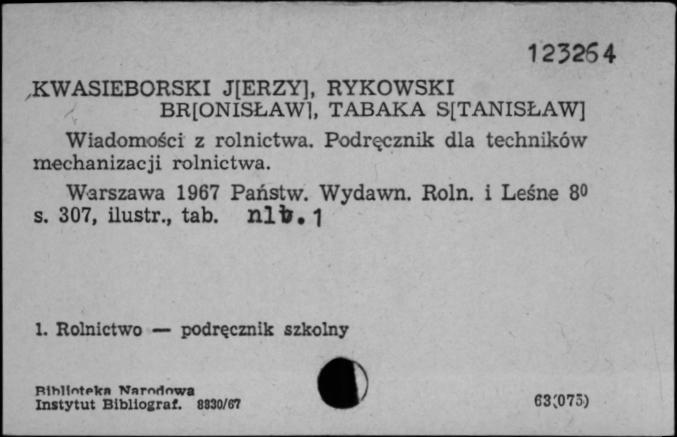 123264
KWASIEBORSKI J[ERZY], RYKOWSKI
BR[ONISŁAW], TABAKA S[TANISŁAW]
Wiadomości z rolnictwa. Podręcznik dla techników
mechanizacji rolnictwa.
Warszawa 1967 Państw. Wydawn. Roln. i Leśne 8⁰
s. 307, ilustr., tab. nlb. 1
1. Rolnictwo — podręcznik szkolny
Biblioteka Narodowa
Instytut Bibliograf. 8830/67
63(075)